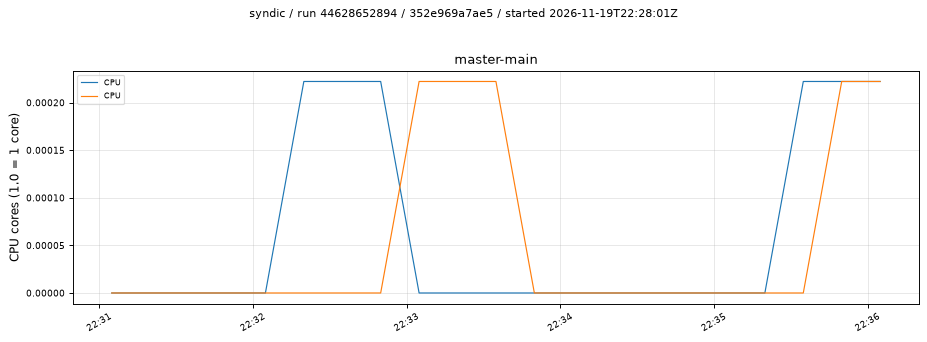 syndic / run 44628652894 / 352e969a7ae5 / started 2026-11-19T22:28:01Z
master-main
CPU
CPU
CPU cores (1.0 = 1 core)
0.00020
0.00015
0.00010
0.00005
0.00000
22:31
22:32
22:33
22:34
22:35
22:36